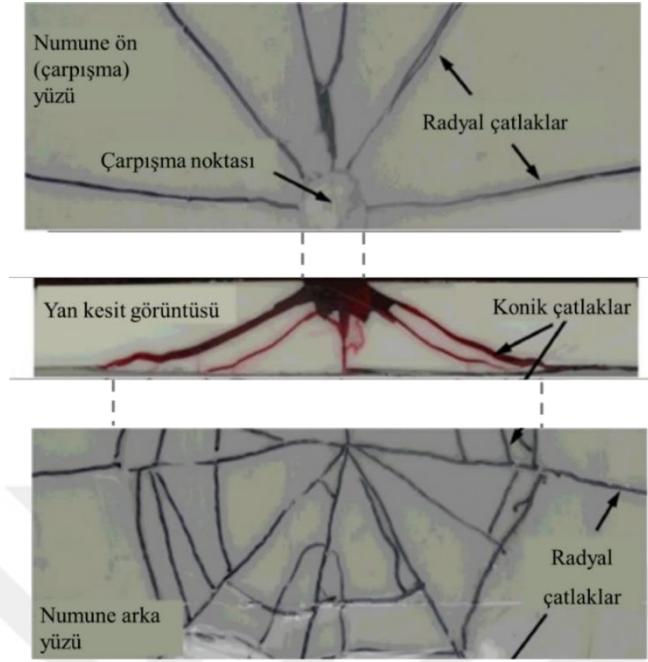 Numune ön
(çarpışma)
yüzü
Radyal çatlaklar
Çarpışma noktası
Yan kesit görüntüsü
Konik çatlaklar
Radyal
çatlaklar
Numune arka
yüzü